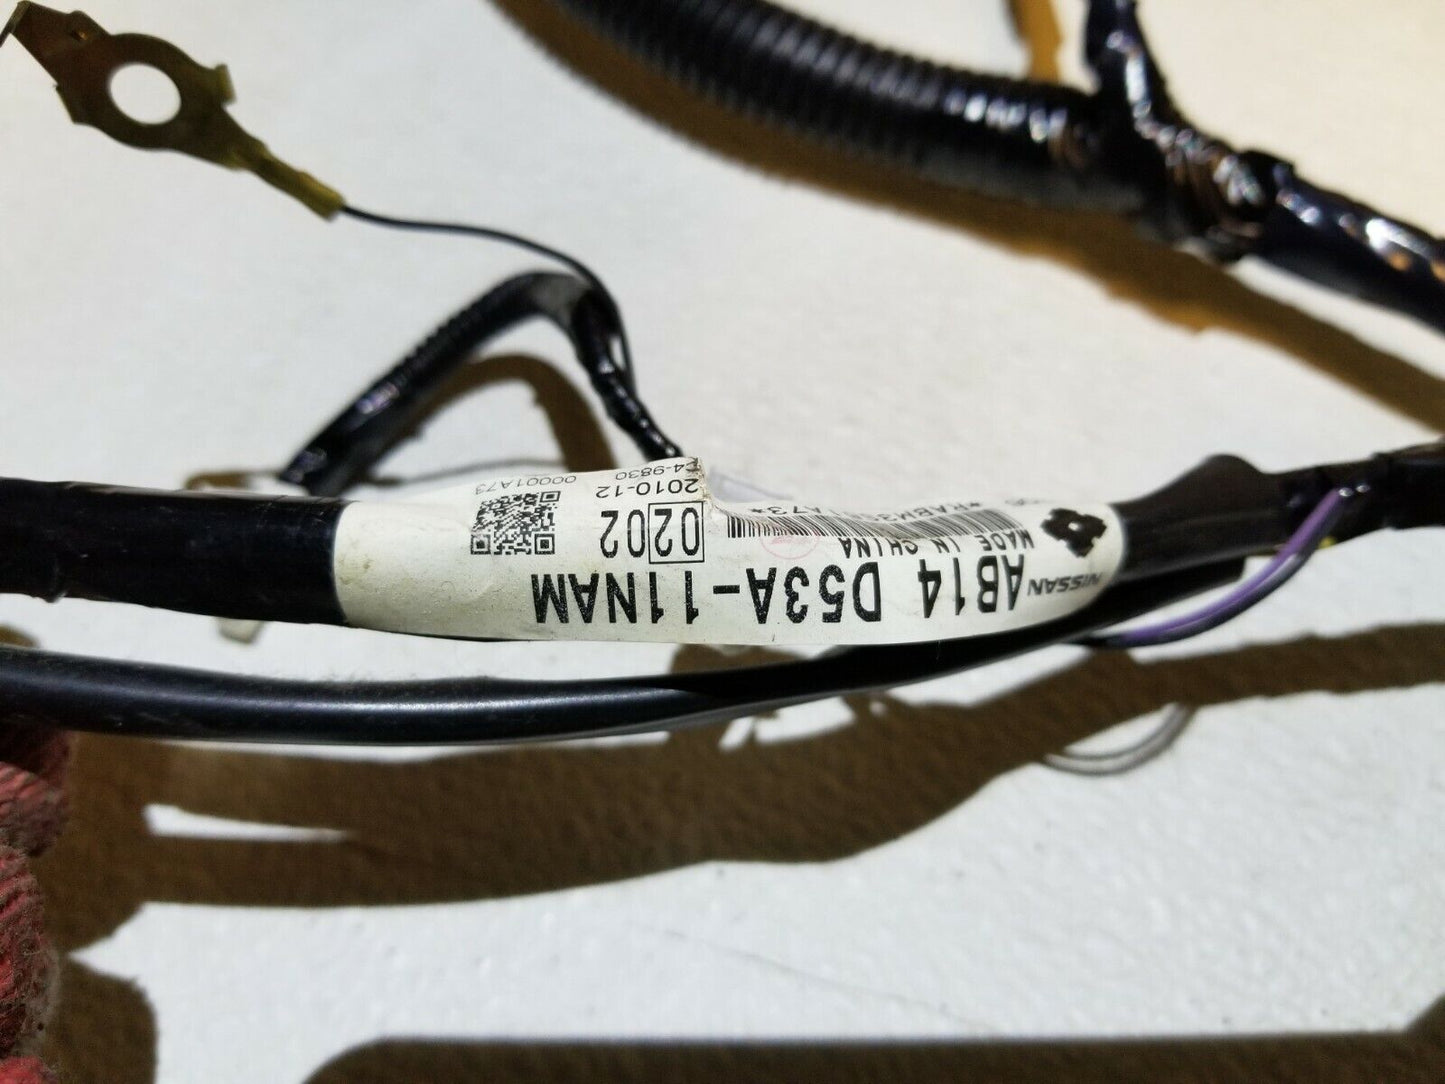 NISSAN
AB14 D53A-11NAM
MADE IN CHINA
0202
2010-12
00001A73